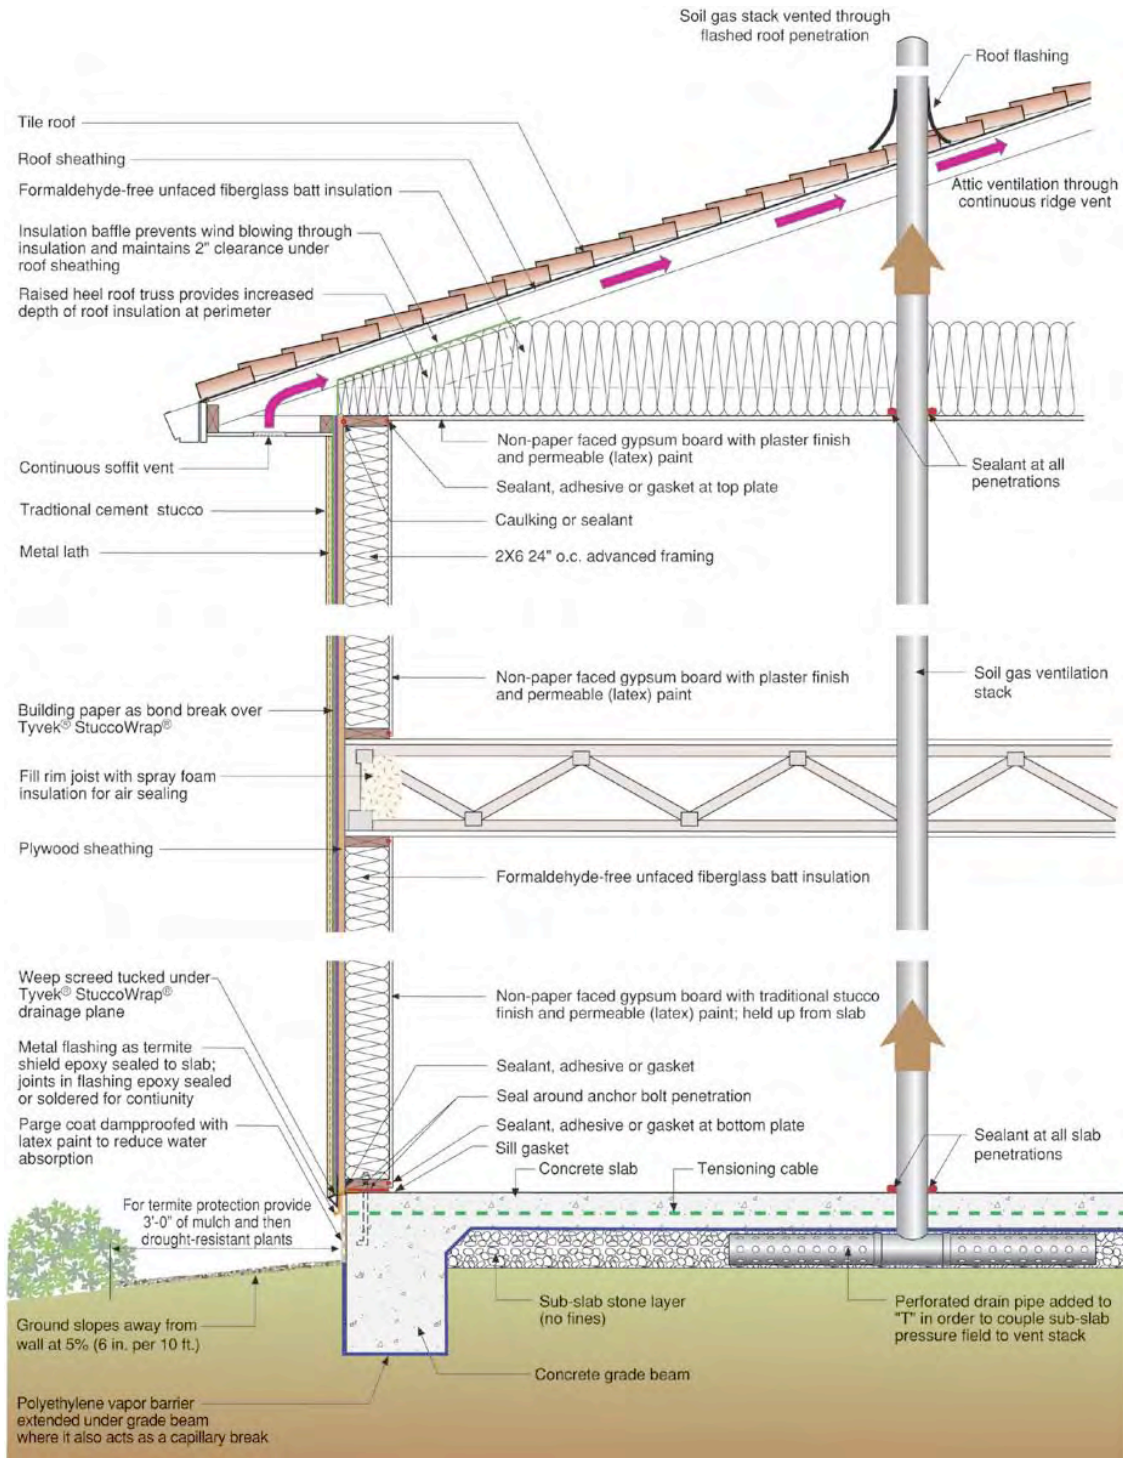 Soil gas stack vented through
flashed roof penetration
Roof flashing
Tile roof
Roof sheathing
Formaldehyde-free unfaced fiberglass batt insulation
Attic ventilation through
continuous ridge vent
Insulation baffle prevents wind blowing through
insulation and maintains 2" clearance under
roof sheathing
Raised heel roof truss provides increased
depth of roof insulation at perimeter
Non-paper faced gypsum board with plaster finish
and permeable (latex) paint
Continuous soffit vent
Sealant at all
penetrations
Sealant, adhesive or gasket at top plate
Tradtional cement stucco
Caulking or sealant
Metal lath
2X6 24" o.c. advanced framing
Non-paper faced gypsum board with plaster finish
and permeable (latex) paint
Soil gas ventilation
stack
Building paper as bond break over
Tyvek® StuccoWrap®
Fill rim joist with spray foam
insulation for air sealing
Plywood sheathing
Formaldehyde-free unfaced fiberglass batt insulation
Weep screed tucked under
Tyvek® StuccoWrap®
drainage plane
Non-paper faced gypsum board with traditional stucco
finish and permeable (latex) paint; held up from slab
Metal flashing as termite
shield epoxy sealed to slab;
joints in flashing epoxy sealed
or soldered for contiunity
Sealant, adhesive or gasket
Seal around anchor bolt penetration
Parge coat dampproofed with
latex paint to reduce water
absorption
Sealant, adhesive or gasket at bottom plate
Sill gasket
Concrete slab
Tensioning cable
Sealant at all slab
penetrations
For termite protection provide
3'-0" of mulch and then
drought-resistant plants
Ground slopes away from
wall at 5% (6 in. per 10 ft.)
Sub-slab stone layer
(no fines)
Perforated drain pipe added to
"T" in order to couple sub-slab
pressure field to vent stack
Concrete grade beam
Polyethylene vapor barrier
extended under grade beam
where it also acts as a capillary break